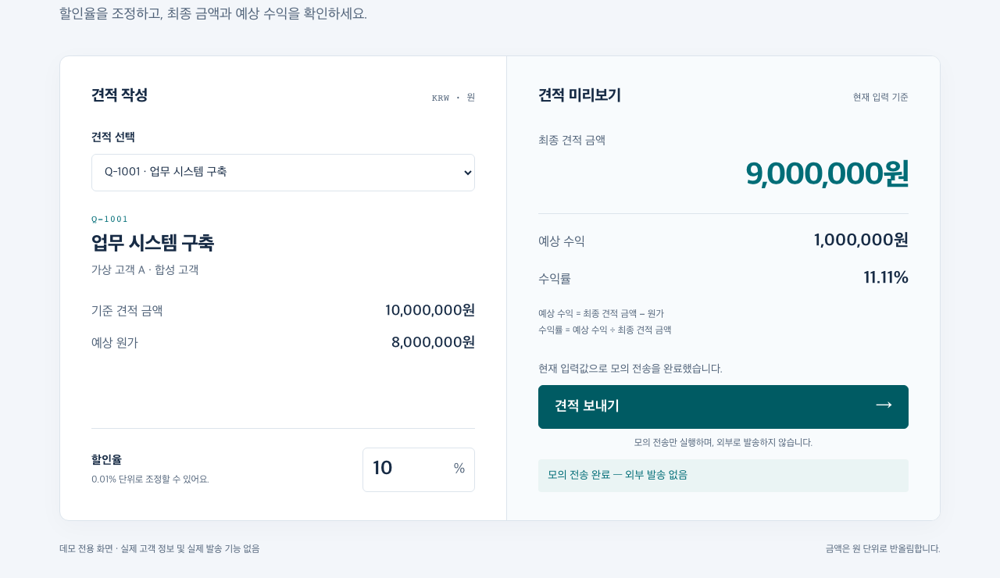 할인율을 조정하고, 최종 금액과 예상 수익을 확인하세요.
견적 작성
KRW · 원
견적 선택
Q-1001 · 업무 시스템 구축
Q-1001
업무 시스템 구축
가상 고객 A · 합성 고객
기준 견적 금액 10,000,000원
예상 원가 8,000,000원
할인율
0.01% 단위로 조정할 수 있어요.
10 %
견적 미리보기
현재 입력 기준
최종 견적 금액
9,000,000원
예상 수익 1,000,000원
수익률 11.11%
예상 수익 = 최종 견적 금액 − 원가
수익률 = 예상 수익 ÷ 최종 견적 금액
현재 입력값으로 모의 전송을 완료했습니다.
견적 보내기 →
모의 전송만 실행하며, 외부로 발송하지 않습니다.
모의 전송 완료 — 외부 발송 없음
데모 전용 화면 · 실제 고객 정보 및 실제 발송 기능 없음
금액은 원 단위로 반올림합니다.